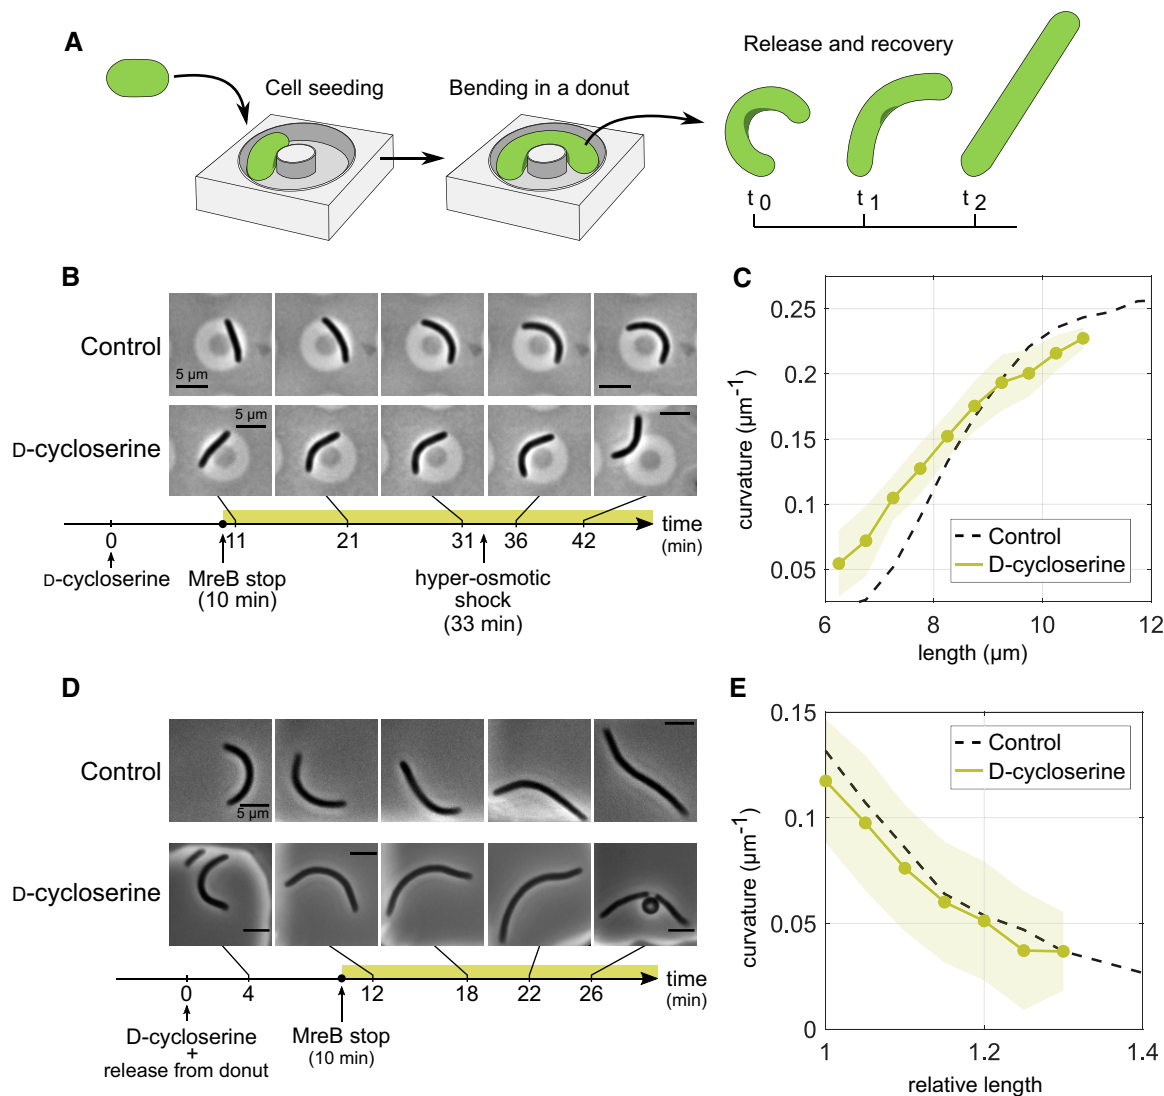 A
Cell seeding
Bending in a donut
Release and recovery
t0
t1
t2
B
Control
5 µm
D-cycloserine
5 µm
0
11
21
31
36
42
time
(min)
D-cycloserine
MreB stop
(10 min)
hyper-osmotic
shock
(33 min)
C
curvature (µm-1)
0.25
0.2
0.15
0.1
0.05
6
8
10
12
length (µm)
Control
D-cycloserine
D
Control
5 µm
D-cycloserine
0
4
12
18
22
26
time
(min)
D-cycloserine
+
release from donut
MreB stop
(10 min)
E
curvature (µm-1)
0.15
0.1
0.05
0
1
1.2
1.4
relative length
Control
D-cycloserine